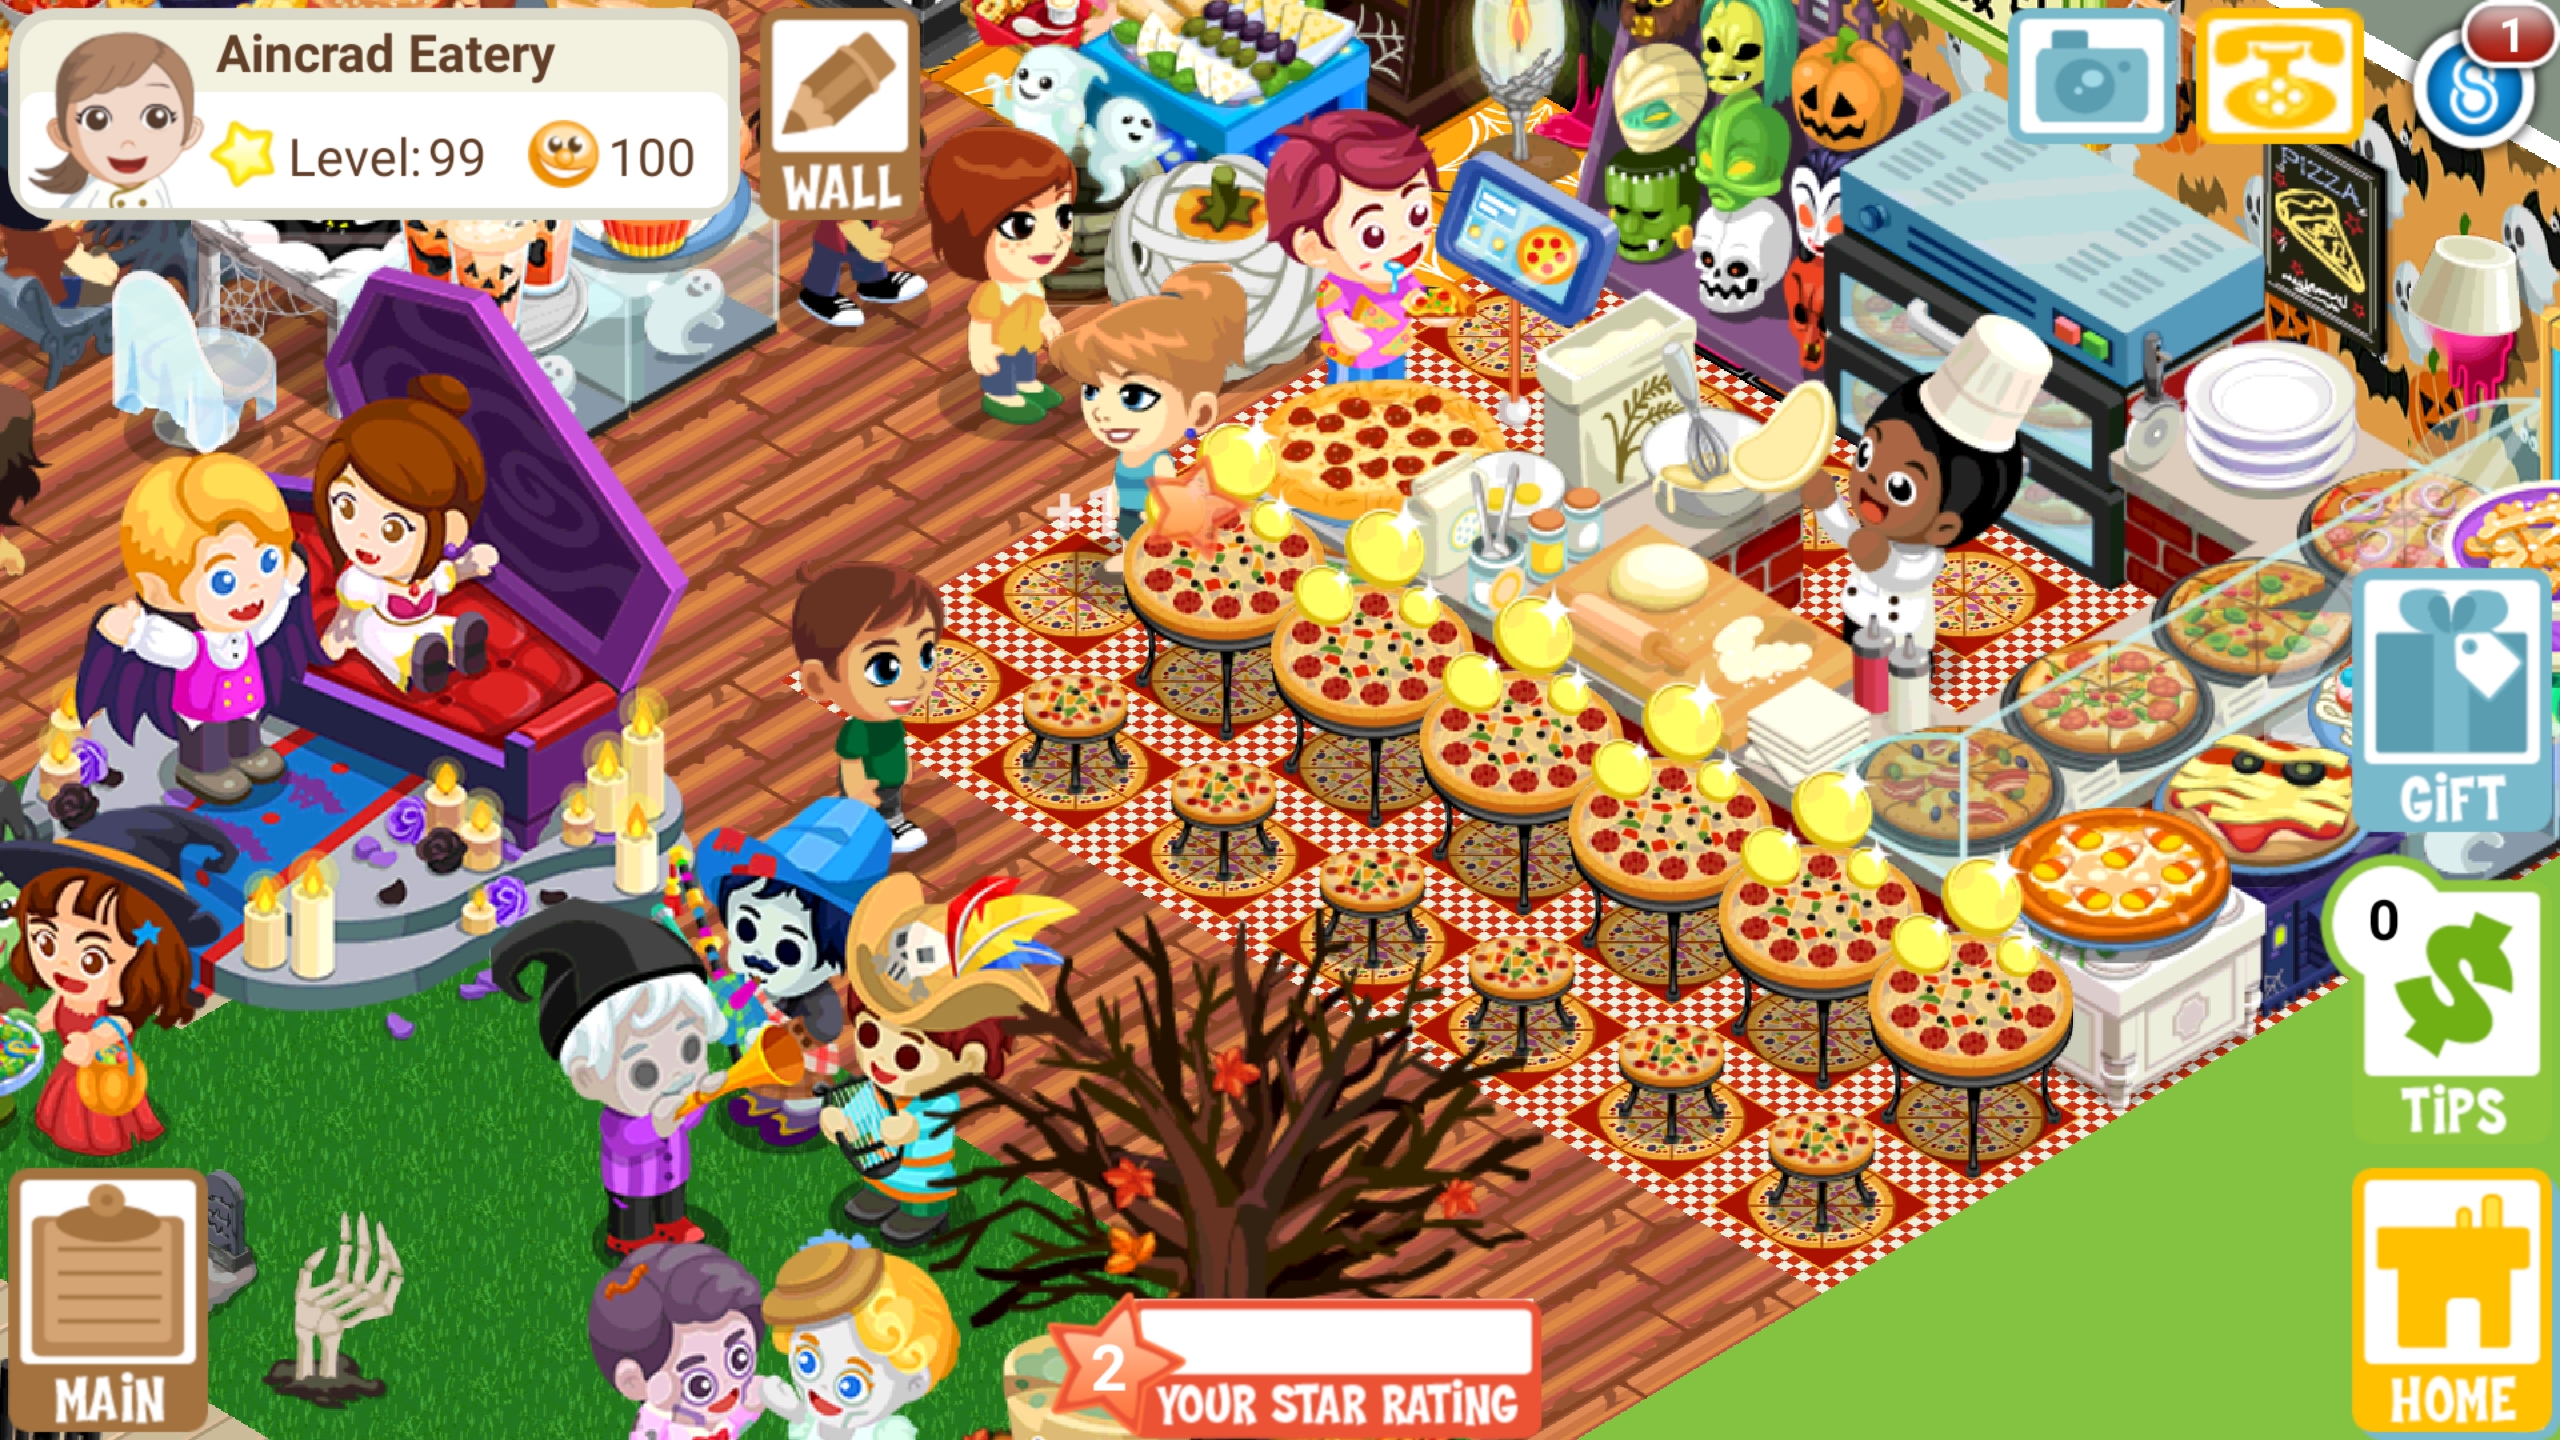 Aincrad Eatery
Level: 99
100
WALL
1
PIZZA
+1
GiFT
0
TiPS
MAiN
2
YOUR STAR RATiNG
HOME